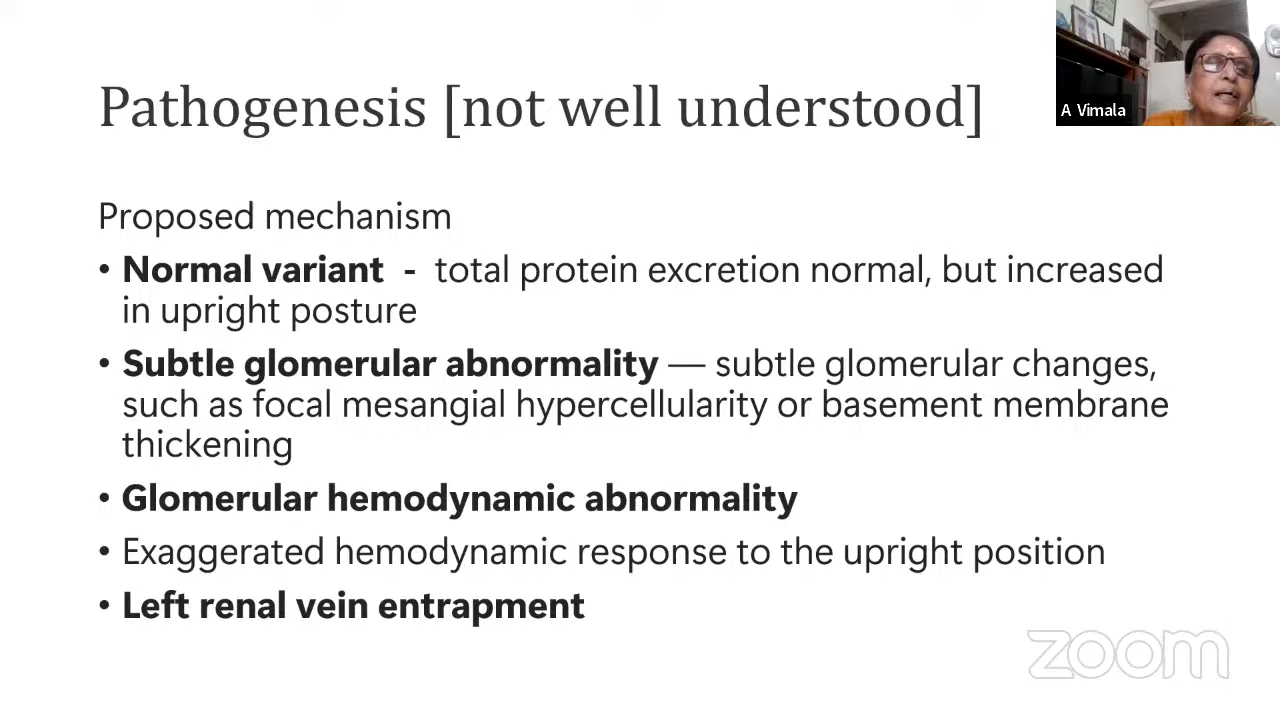 Pathogenesis [not well understood]
A Vimala
Proposed mechanism
• Normal variant - total protein excretion normal, but increased
in upright posture
• Subtle glomerular abnormality — subtle glomerular changes,
such as focal mesangial hypercellularity or basement membrane
thickening
• Glomerular hemodynamic abnormality
• Exaggerated hemodynamic response to the upright position
• Left renal vein entrapment
zoom